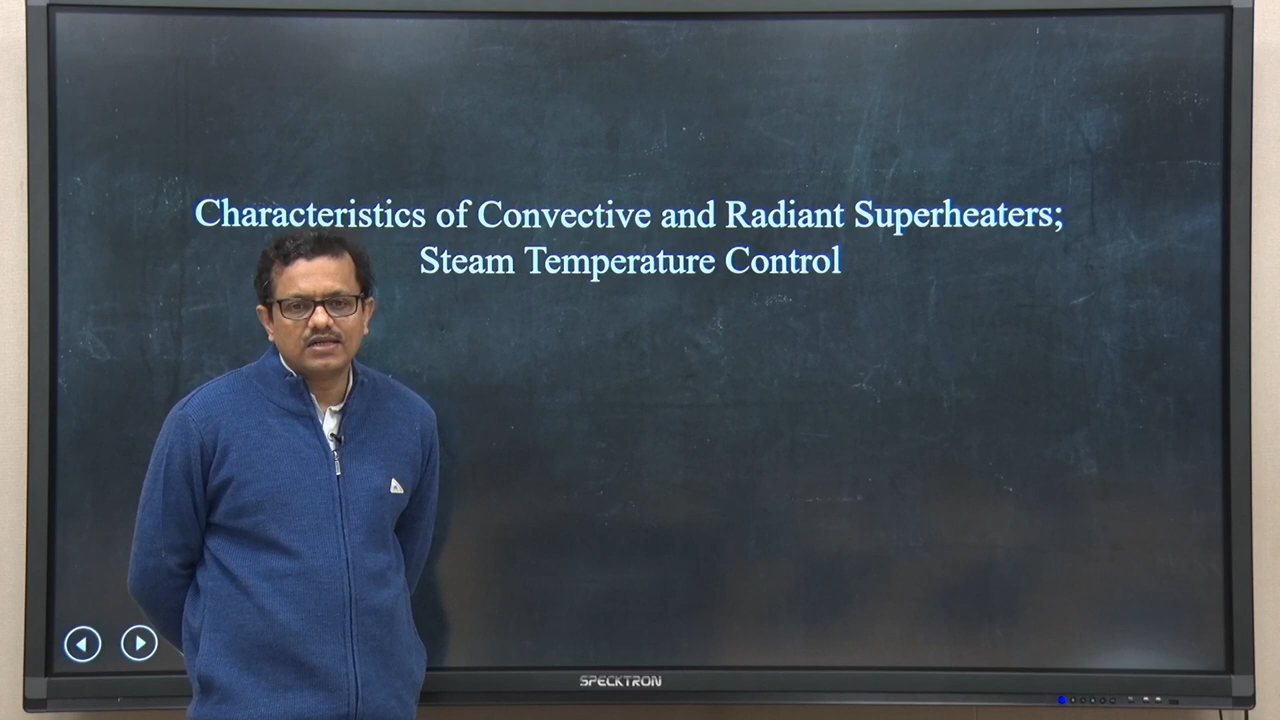 Characteristics of Convective and Radiant Superheaters;
Steam Temperature Control
SPECKTRON